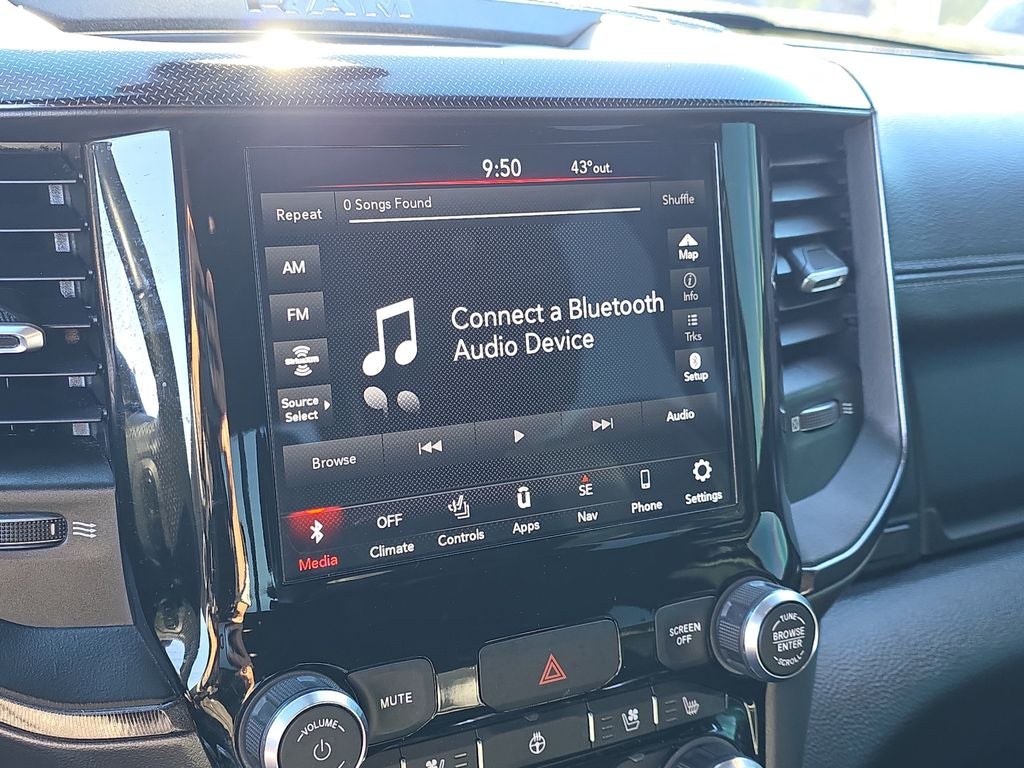 RAM
9:50 43° out.
Repeat 0 Songs Found Shuffle
AM
Map
FM
Info
Connect a Bluetooth
Audio Device
Trks
SiriusXM
Setup
Source
Select
Browse Audio
Media
OFF
Climate
Controls
U
Apps
SE
Nav
Phone
Settings
VOLUME
MUTE
SCREEN
OFF
TUNE
BROWSE
ENTER
SCROLL